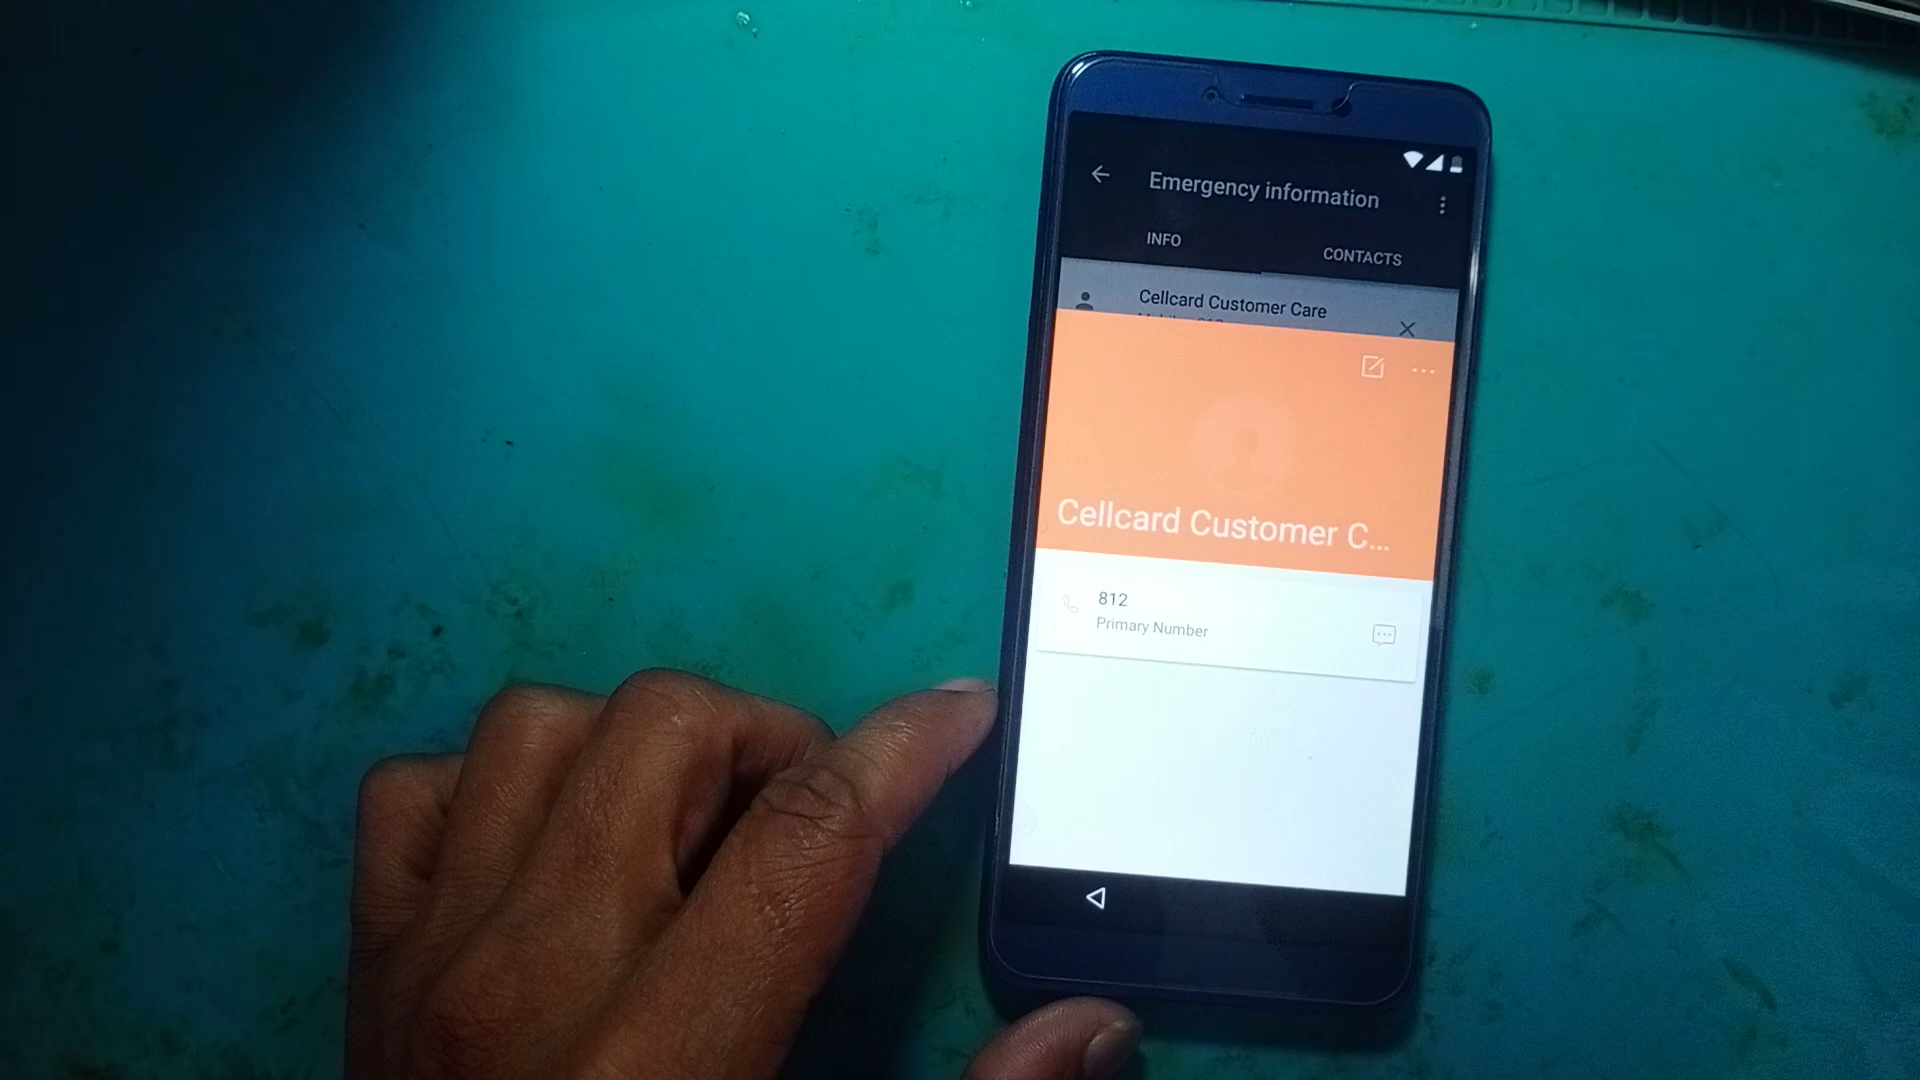 Emergency information
INFO
CONTACTS
Cellcard Customer Care
Cellcard Customer C...
812
Primary Number